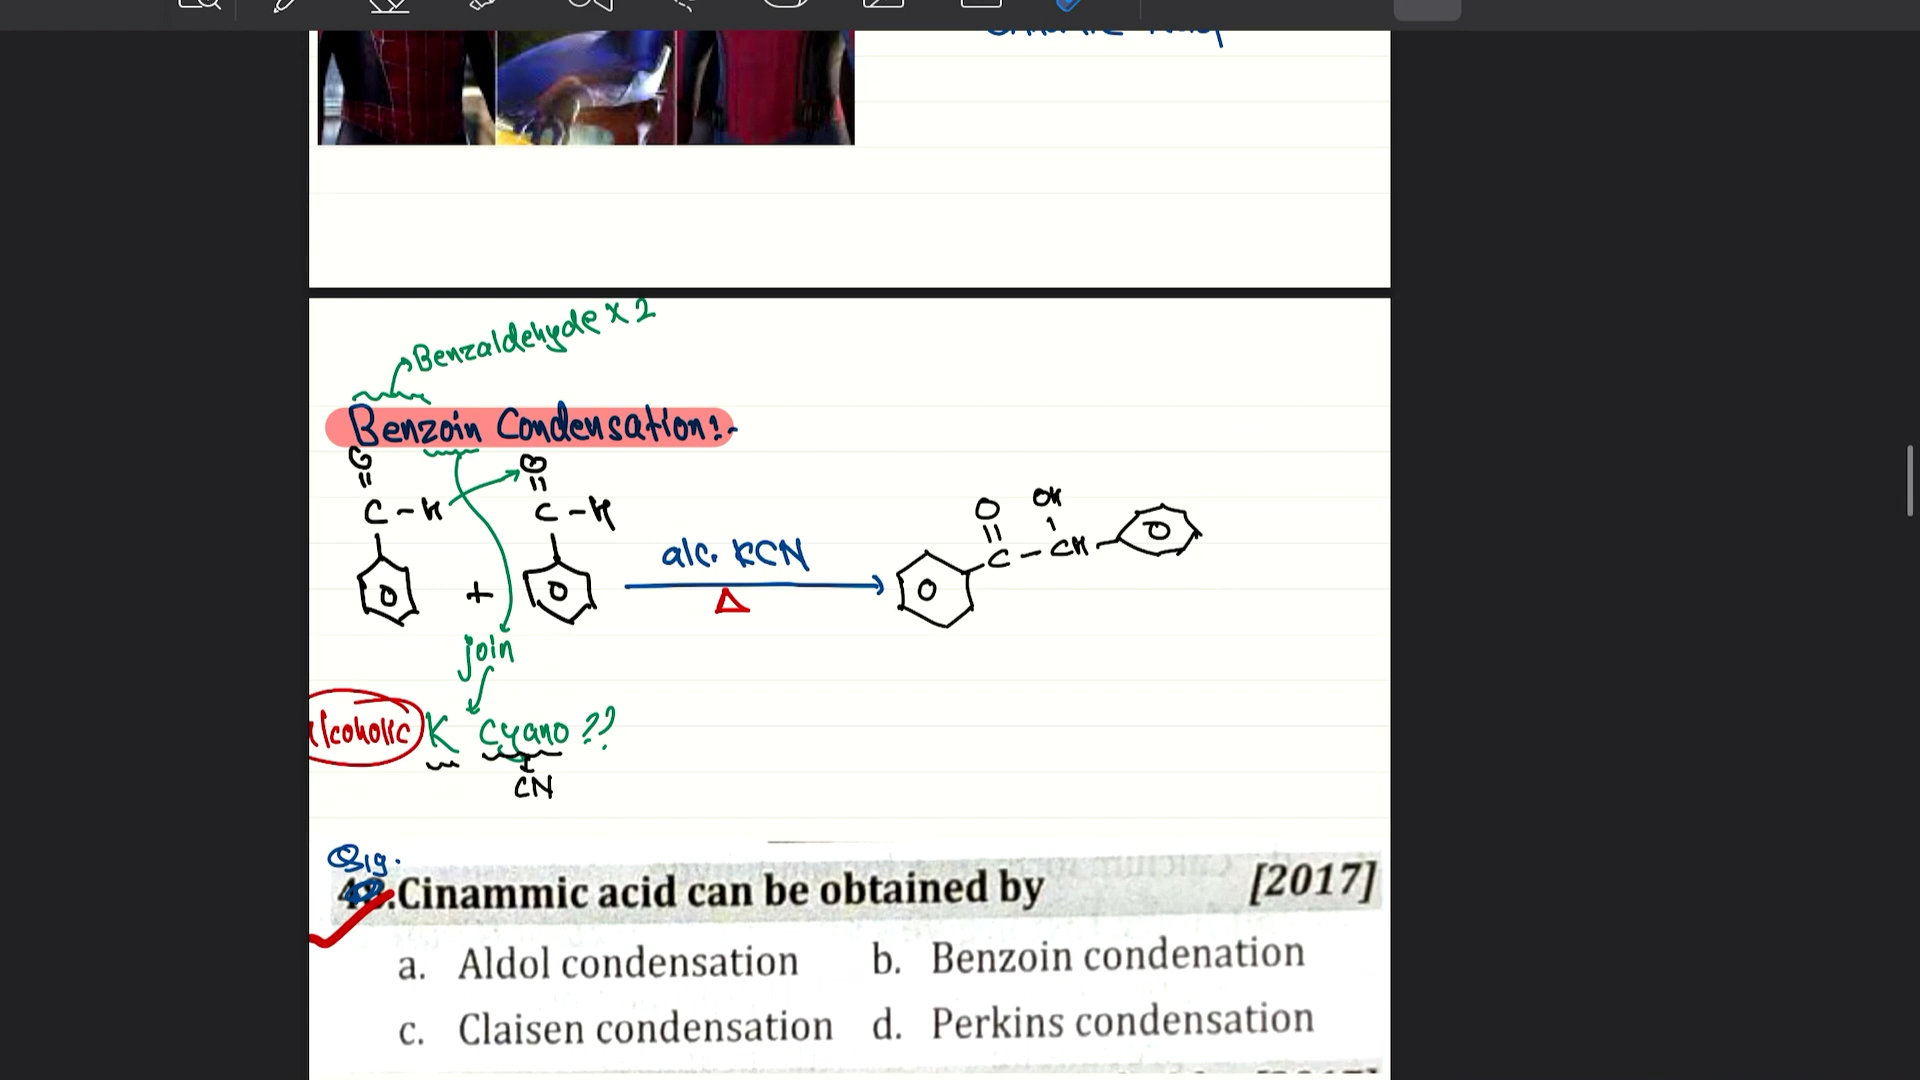 Benzaldehyde x 2
Benzoin Condensation:-
O O
C-H C-H
+
alc. KCN
Δ
O OH
C-CH
join
lcoholic K Cyano ??
CN
Q19.
.Cinammic acid can be obtained by [2017]
a. Aldol condensation b. Benzoin condenation
c. Claisen condensation d. Perkins condensation